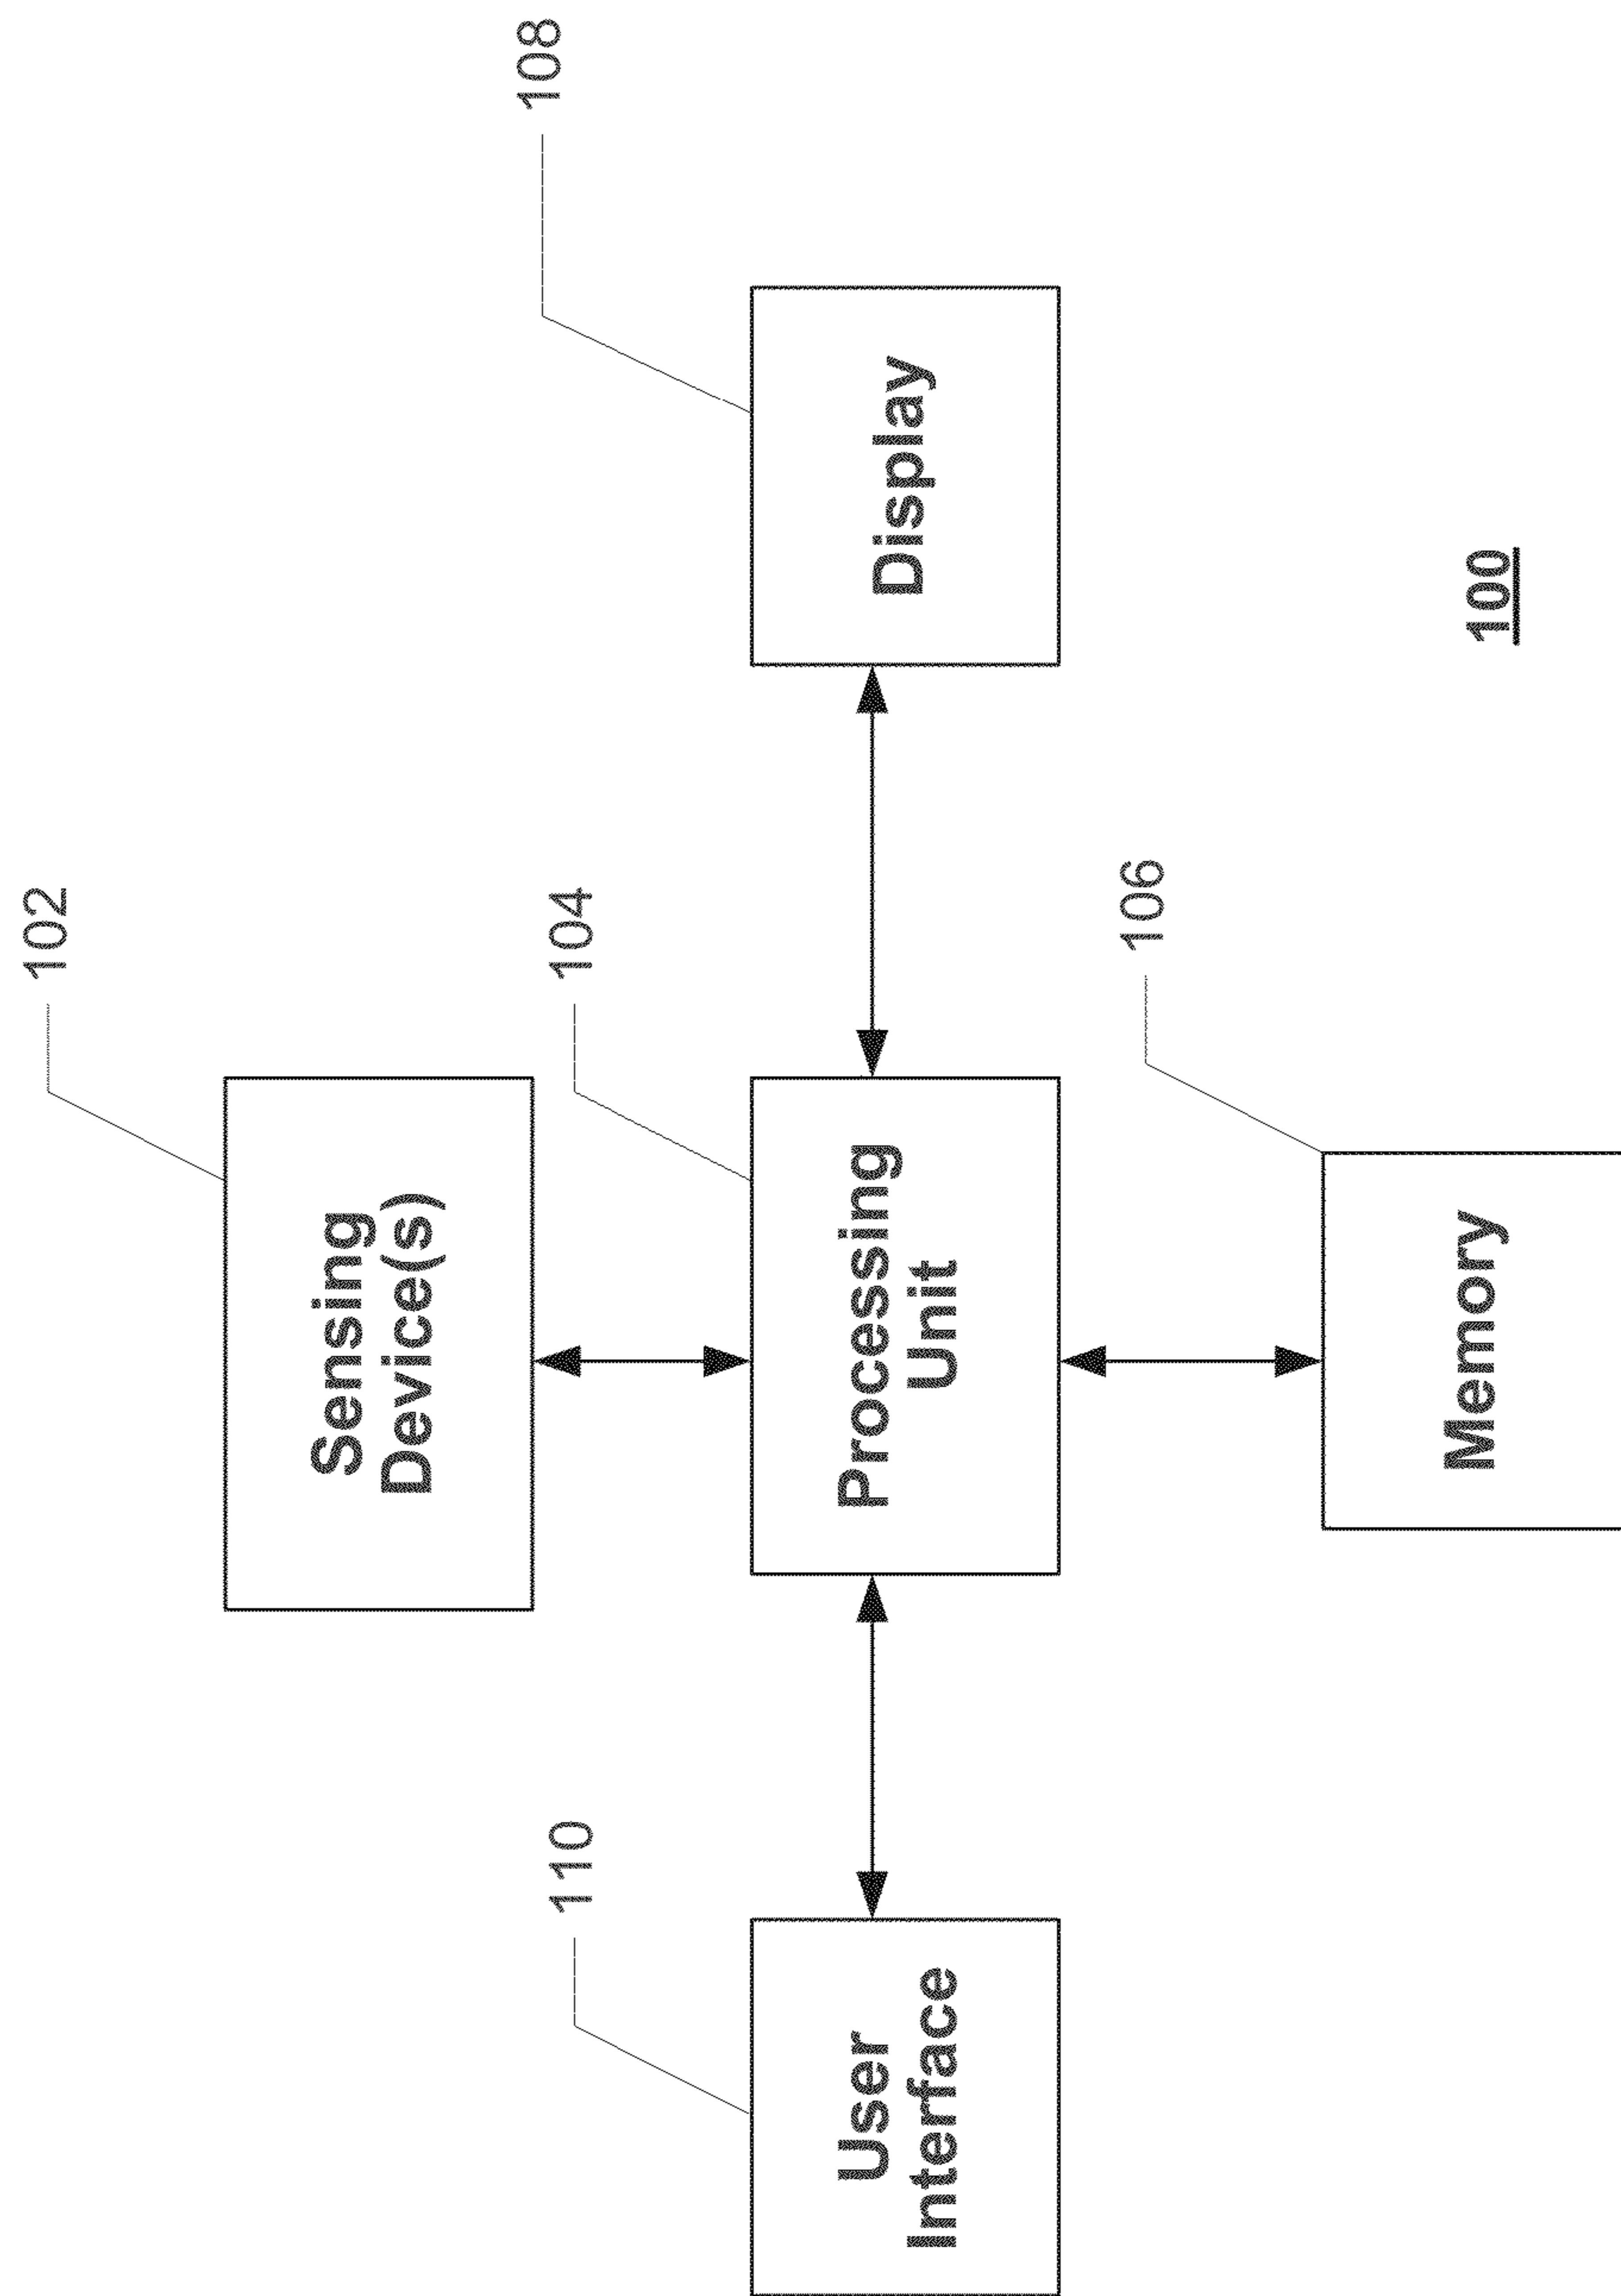 102
Sensing
Device(s)
108
110
104
User
Interface
Processing
Unit
Display
106
Memory
100